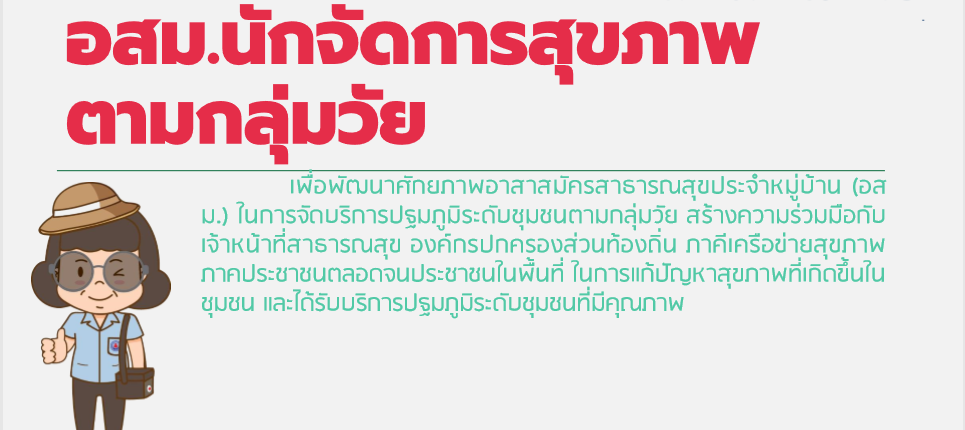 อสม.นักจัดการสุขภาพ
ตามกลุ่มวัย
เพื่อพัฒนาศักยภาพอาสาสมัครสาธารณสุขประจำหมู่บ้าน (อส
ม.) ในการจัดบริการปฐมภูมิระดับชุมชนตามกลุ่มวัย สร้างความร่วมมือกับ
เจ้าหน้าที่สาธารณสุข องค์กรปกครองส่วนท้องถิ่น ภาคีเครือข่ายสุขภาพ
ภาคประชาชนตลอดจนประชาชนในพื้นที่ ในการแก้ปัญหาสุขภาพที่เกิดขึ้นใน
ชุมชน และได้รับบริการปฐมภูมิระดับชุมชนที่มีคุณภาพ